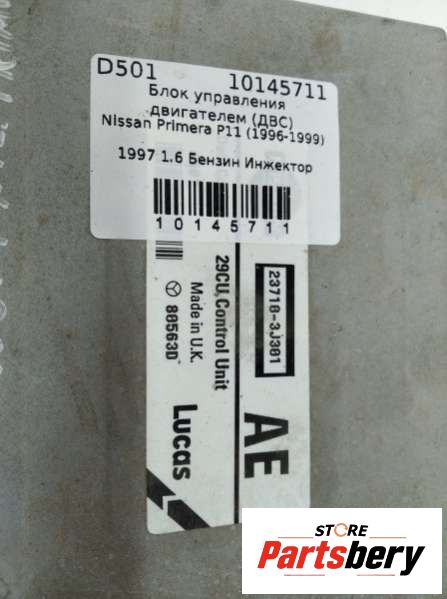 D501 10145711
Блок управления
двигателем (ДВС)
Nissan Primera P11 (1996-1999)
1997 1.6 Бензин Инжектор
10145711
23710-3J301
AE
29CU,Control Unit
Made in U.K.
80563D
Lucas
STORE
Partsbery